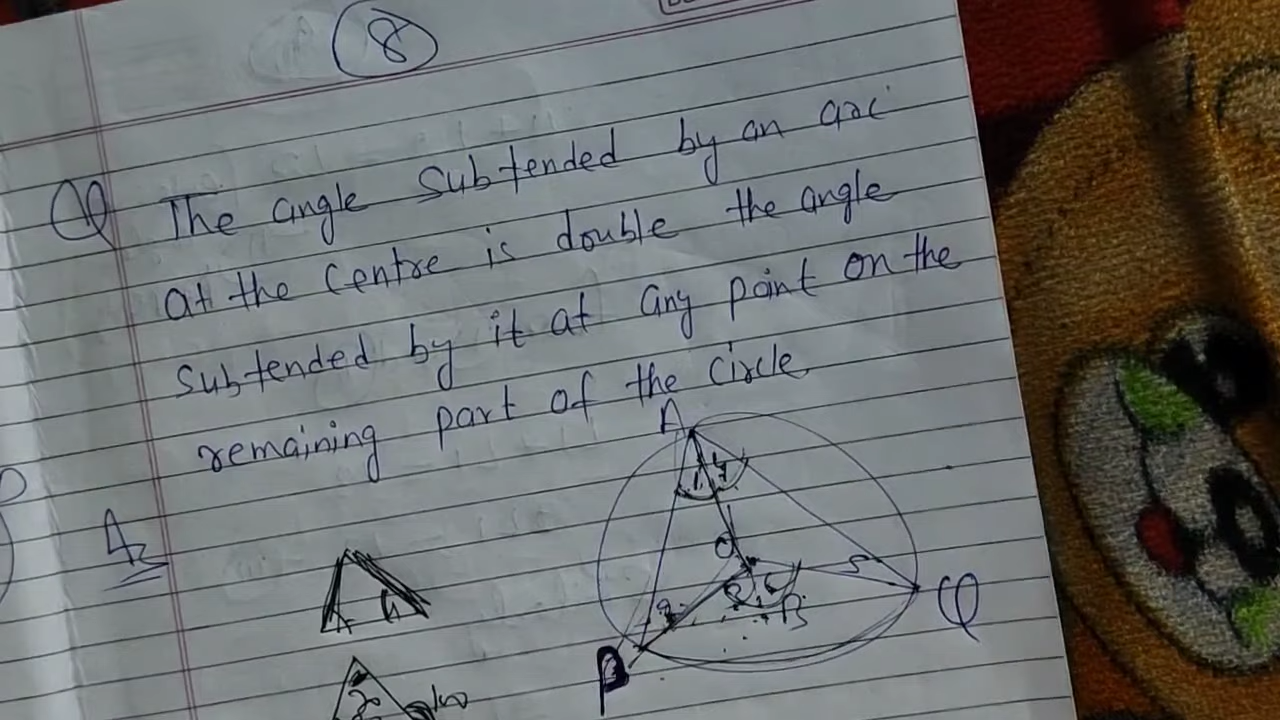 8
Q The angle subtended by an arc
at the centre is double the angle
subtended by it at any point on the
remaining part of the circle
A
As
O
B
P
Q